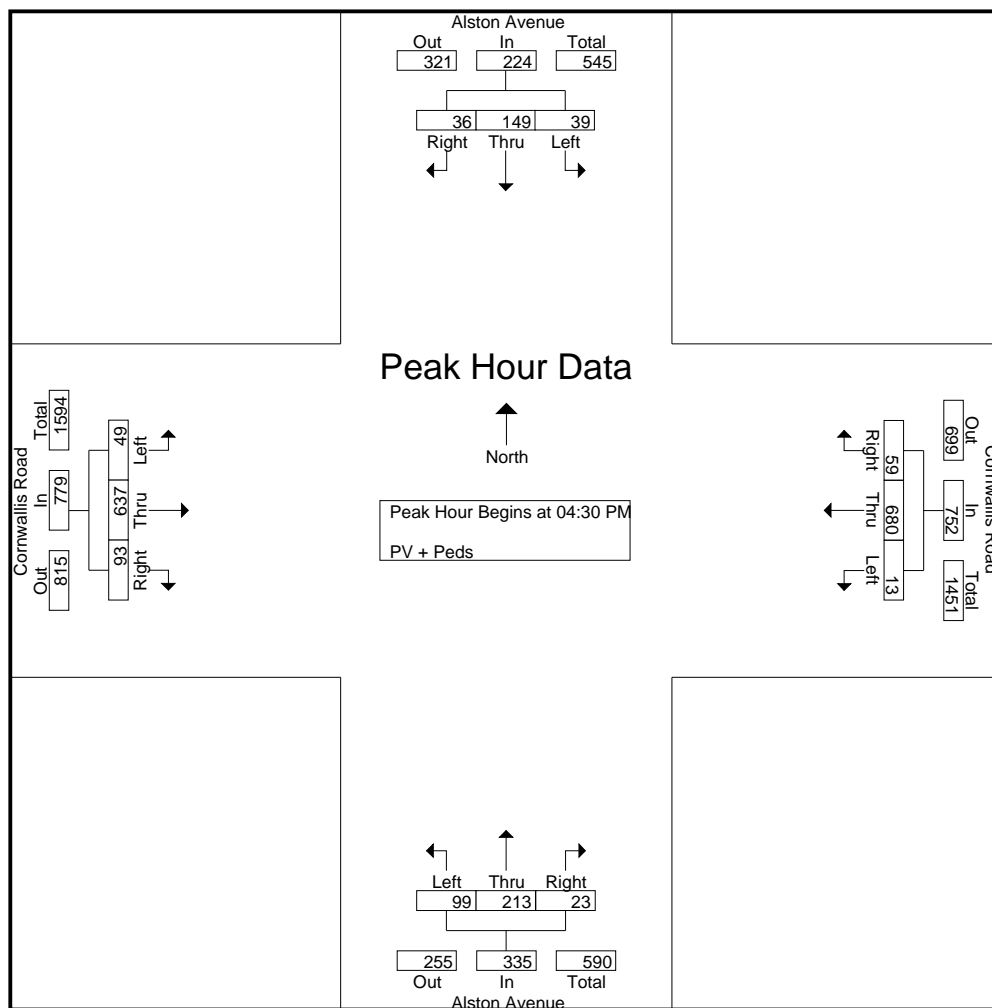 Alston Avenue
Out In Total
321 224 545
36 149 39
Right Thru Left
Peak Hour Data
North
Peak Hour Begins at 04:30 PM
PV + Peds
Cornwallis Road
Total In Out
1594 779 815
49 637 93
Left Thru Right
Right Thru Left
59 680 13
Out In Total
699 752 1451
Cornwallis Road
Left Thru Right
99 213 23
255 335 590
Out In Total
Alston Avenue